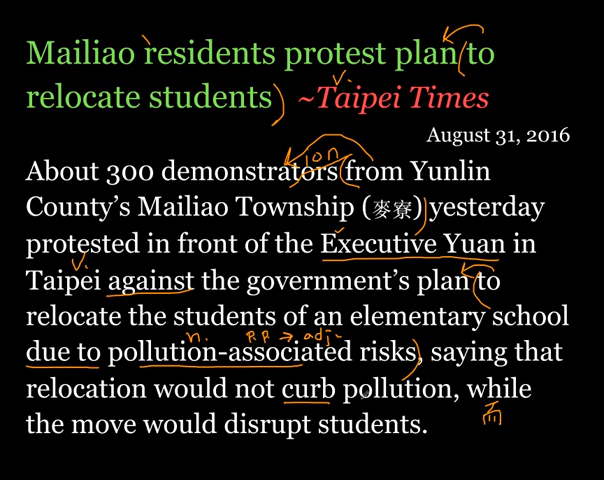 Mailiao residents protest plan to
relocate students ~Taipei Times
August 31, 2016
ion
About 300 demonstrators from Yunlin
County's Mailiao Township (麥寮) yesterday
protested in front of the Executive Yuan in
Taipei against the government's plan to
relocate the students of an elementary school
n. p.p. → adj.
due to pollution-associated risks, saying that
relocation would not curb pollution, while
而
the move would disrupt students.